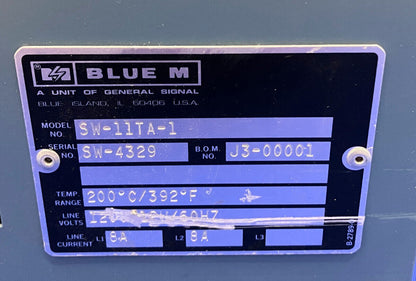 BLUE M
A UNIT OF GENERAL SIGNAL
BLUE ISLAND, IL 60406 U.S.A.
MODEL NO. SW-11TA-1
SERIAL NO. SW-4329 B.O.M. NO. J3-00001
TEMP. RANGE 200°C/392°F
LINE VOLTS /60HZ
LINE CURRENT L1 8A L2 8A L3